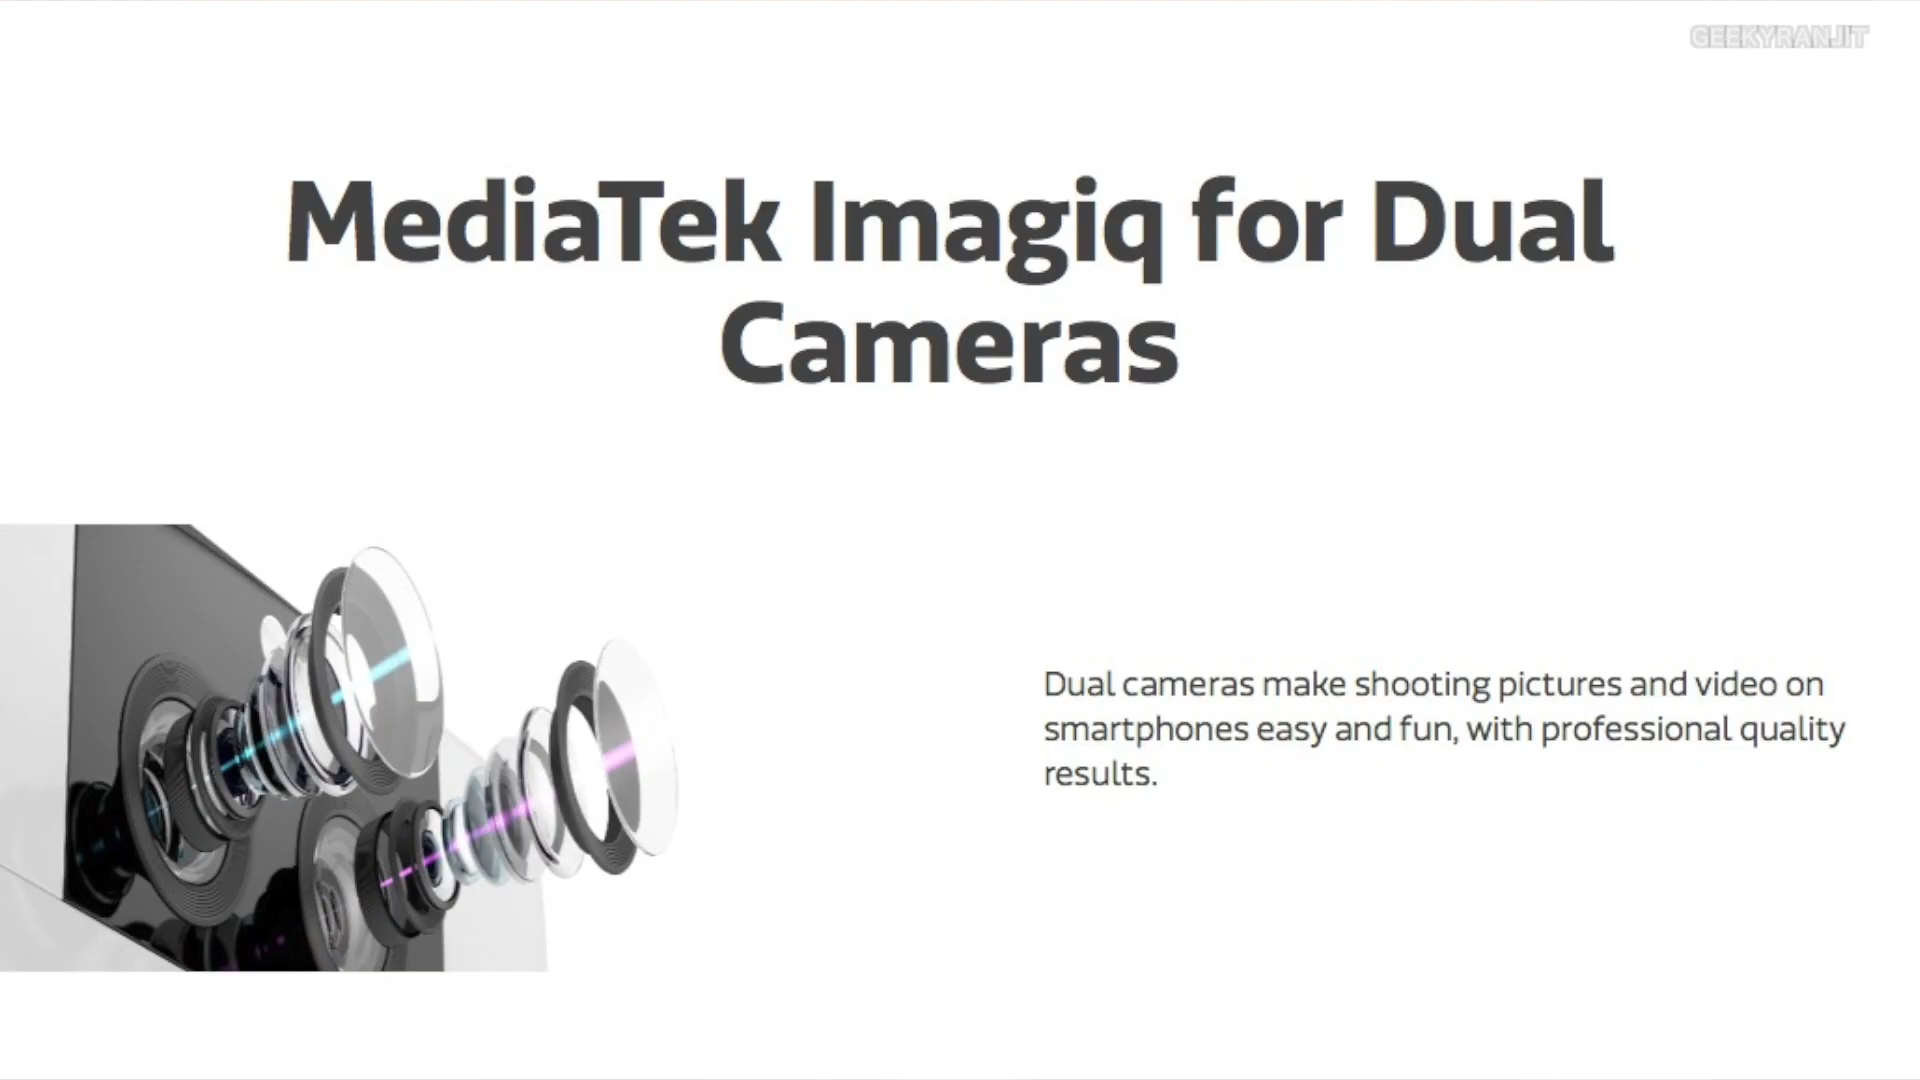 GEEKYRANJIT
MediaTek Imagiq for Dual
Cameras
Dual cameras make shooting pictures and video on
smartphones easy and fun, with professional quality
results.